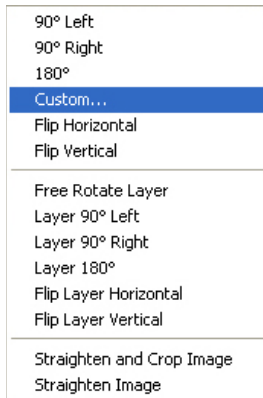 90° Left
90° Right
180°
Custom...
Flip Horizontal
Flip Vertical
Free Rotate Layer
Layer 90° Left
Layer 90° Right
Layer 180°
Flip Layer Horizontal
Flip Layer Vertical
Straighten and Crop Image
Straighten Image